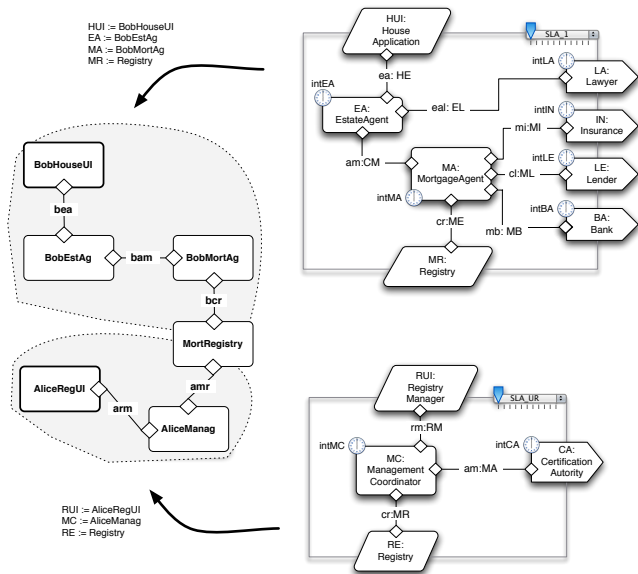 HUI := BobHouseUI
EA := BobEstAg
MA := BobMortAg
MR := Registry
BobHouseUI
bea
BobEstAg
bam
BobMortAg
bcr
MortRegistry
AliceRegUI
amr
arm
AliceManag
RUI := AliceRegUI
MC := AliceManag
RE := Registry
HUI:
House
Application
SLA_1
ea: HE
intEA
EA:
EstateAgent
eal: EL
intLA
LA:
Lawyer
am:CM
mi:MI
intIN
IN:
Insurance
MA:
MortgageAgent
cl:ML
intLE
LE:
Lender
intMA
cr:ME
mb: MB
intBA
BA:
Bank
MR:
Registry
RUI:
Registry
Manager
SLA_UR
rm:RM
intMC
MC:
Management
Coordinator
am:MA
intCA
CA:
Certification
Autority
cr:MR
RE:
Registry